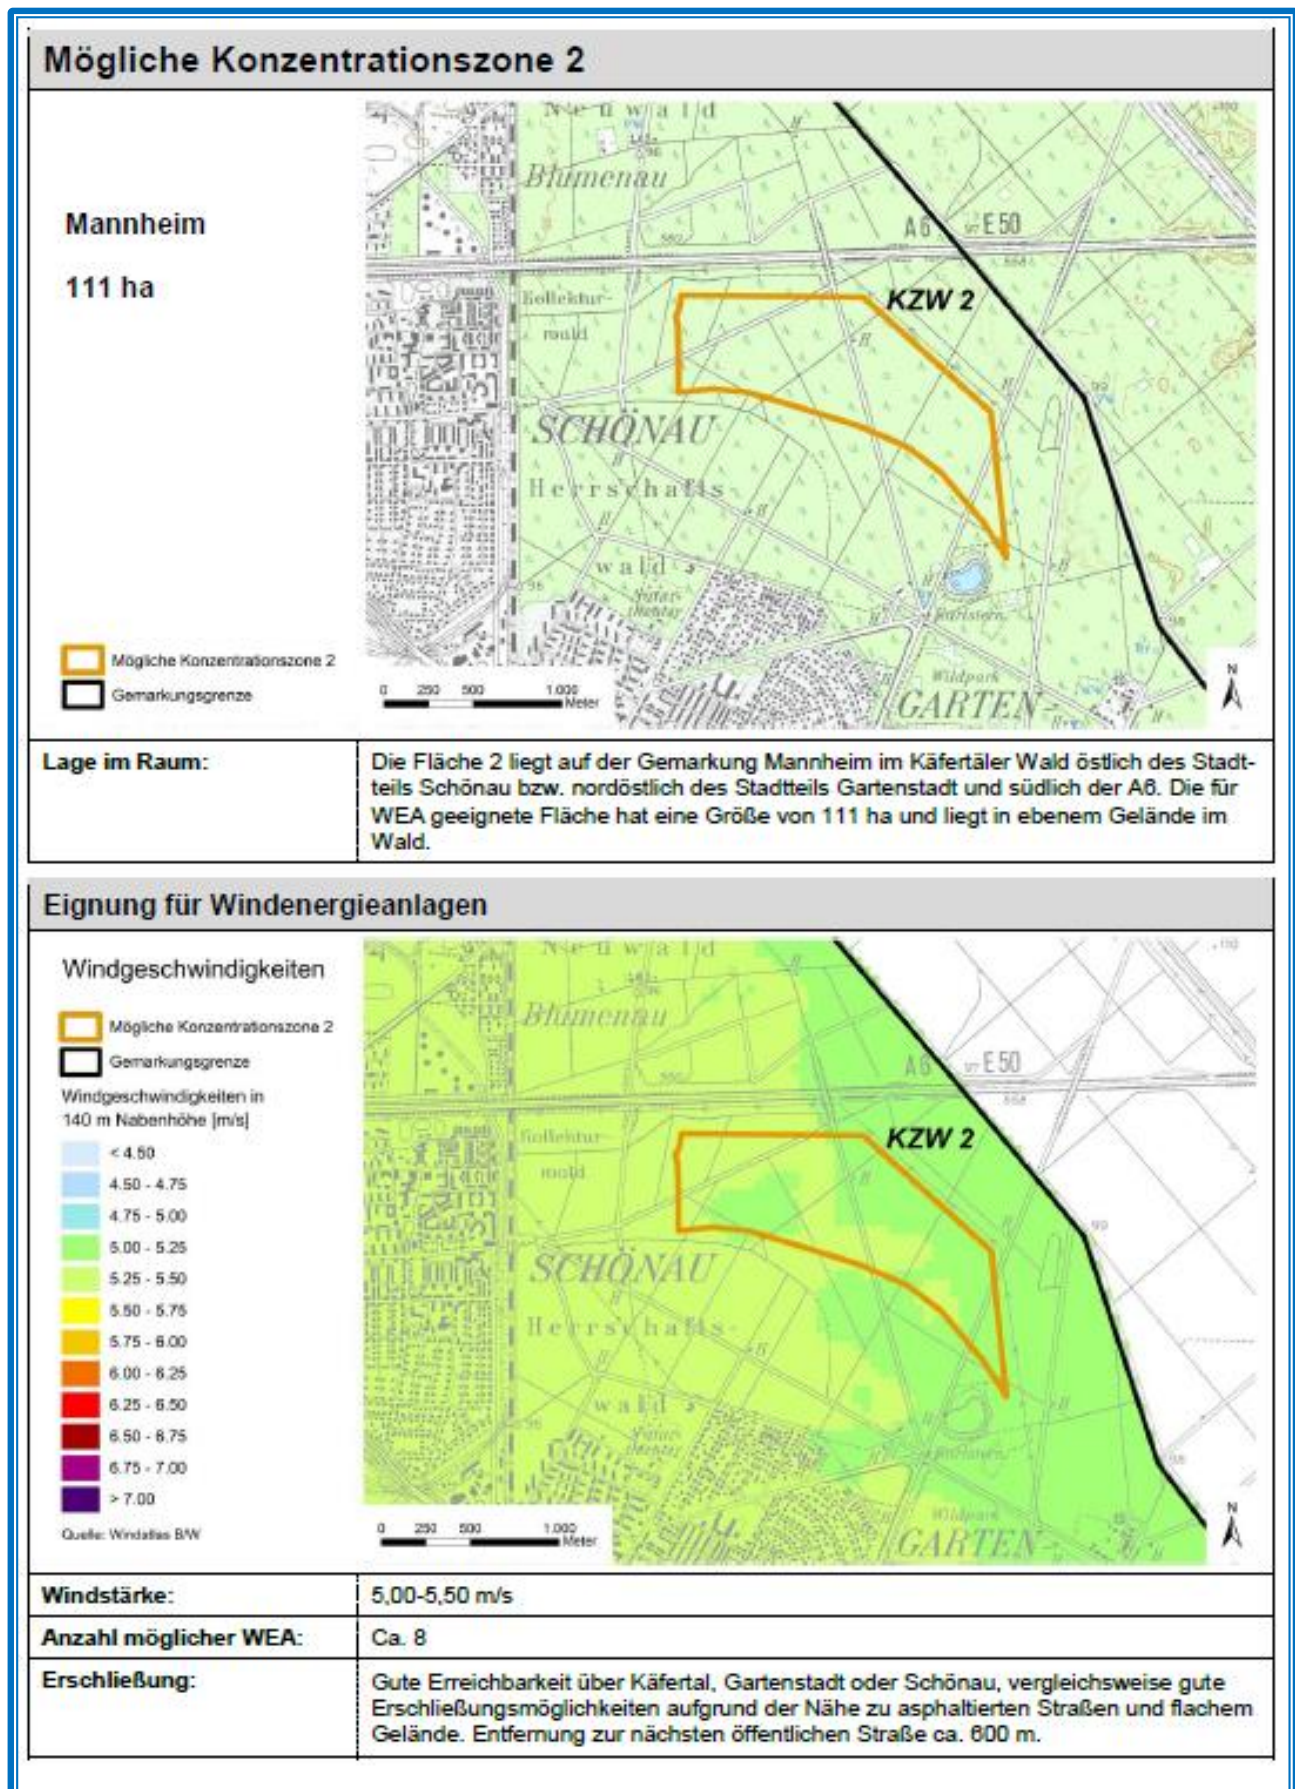 Mögliche Konzentrationszone 2
Mannheim
111 ha
Mögliche Konzentrationszone 2
Gemarkungsgrenze
Neuwald
Blumenau
A6
E50
Kollektur-
wald
KZW 2
SCHÖNAU
Herrschafts-
wald
Karlstern
Wildpark
GARTEN-
0 250 500 1.000
Meter
N
Lage im Raum:
Die Fläche 2 liegt auf der Gemarkung Mannheim im Käfertäler Wald östlich des Stadt-
teils Schönau bzw. nordöstlich des Stadtteils Gartenstadt und südlich der A6. Die für
WEA geeignete Fläche hat eine Größe von 111 ha und liegt in ebenem Gelände im
Wald.
Eignung für Windenergieanlagen
Windgeschwindigkeiten
Mögliche Konzentrationszone 2
Gemarkungsgrenze
Windgeschwindigkeiten in
140 m Nabenhöhe [m/s]
< 4.50
4.50 - 4.75
4.75 - 5.00
5.00 - 5.25
5.25 - 5.50
5.50 - 5.75
5.75 - 6.00
6.00 - 6.25
6.25 - 6.50
6.50 - 6.75
6.75 - 7.00
> 7.00
Quelle: Windatlas B/W
Neuwald
Blumenau
A6
E50
Kollektur-
wald
KZW 2
SCHÖNAU
Herrschafts-
wald
Karlstern
Wildpark
GARTEN-
0 250 500 1.000
Meter
N
Windstärke:
5,00-5,50 m/s
Anzahl möglicher WEA:
Ca. 8
Erschließung:
Gute Erreichbarkeit über Käfertal, Gartenstadt oder Schönau, vergleichsweise gute
Erschließungsmöglichkeiten aufgrund der Nähe zu asphaltierten Straßen und flachem
Gelände. Entfernung zur nächsten öffentlichen Straße ca. 600 m.